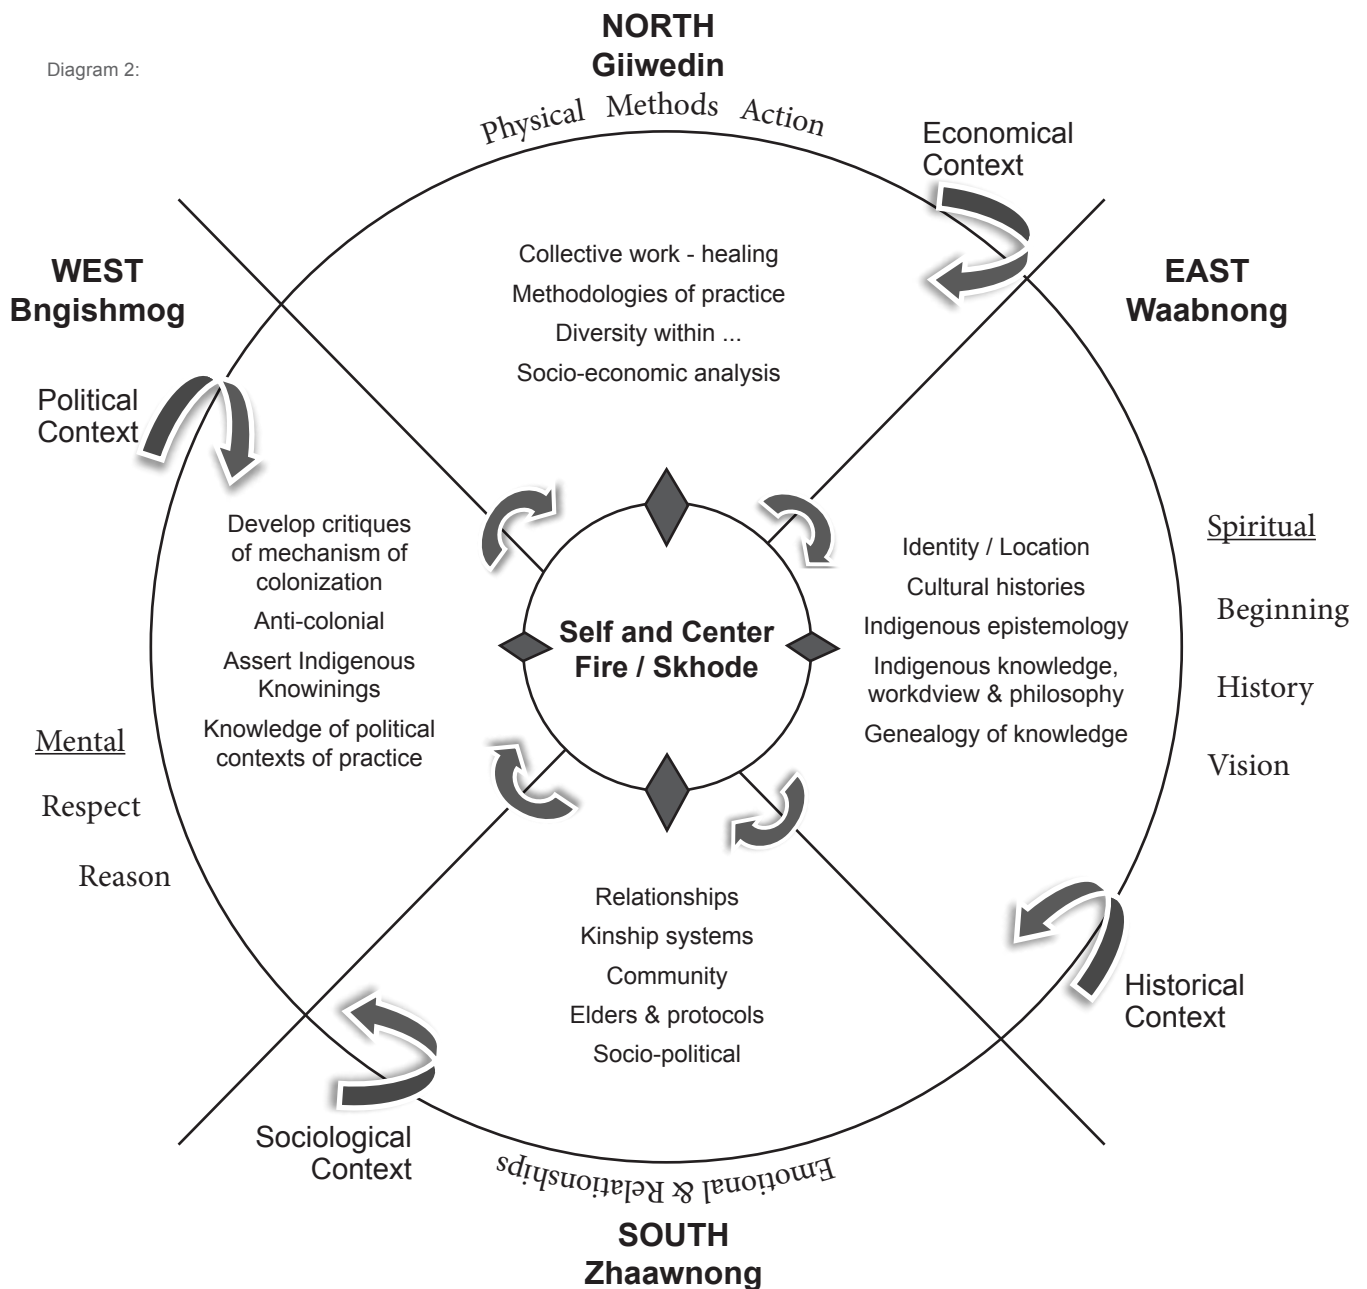 Diagram 2:
NORTH
Giiwedin
Physical Methods Action
Economical
Context
WEST
Bngishmog
EAST
Waabnong
Collective work - healing
Methodologies of practice
Diversity within ...
Socio-economic analysis
Political
Context
Develop critiques
of mechanism of
colonization
Anti-colonial
Assert Indigenous
Knowinings
Knowledge of political
contexts of practice
Self and Center
Fire / Skhode
Identity / Location
Cultural histories
Indigenous epistemology
Indigenous knowledge,
workdview & philosophy
Genealogy of knowledge
Spiritual
Beginning
History
Vision
Mental
Respect
Reason
Relationships
Kinship systems
Community
Elders & protocols
Socio-political
Historical
Context
Sociological
Context
Emotional & Relationships
SOUTH
Zhaawnong